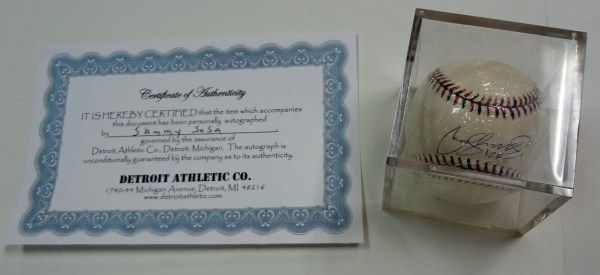 Certificate of Authenticity
IT IS HEREBY CERTIFIED that the item which accompanies
this document has been personally autographed
by SAMMY SOSA
governed by the assurance of
Detroit Athletic Co., Detroit, Michigan. The autograph is
unconditionally guaranteed by the company as to its authenticity.
DETROIT ATHLETIC CO.
1740-44 Michigan Avenue, Detroit, MI 48216
www.detroitathletic.com